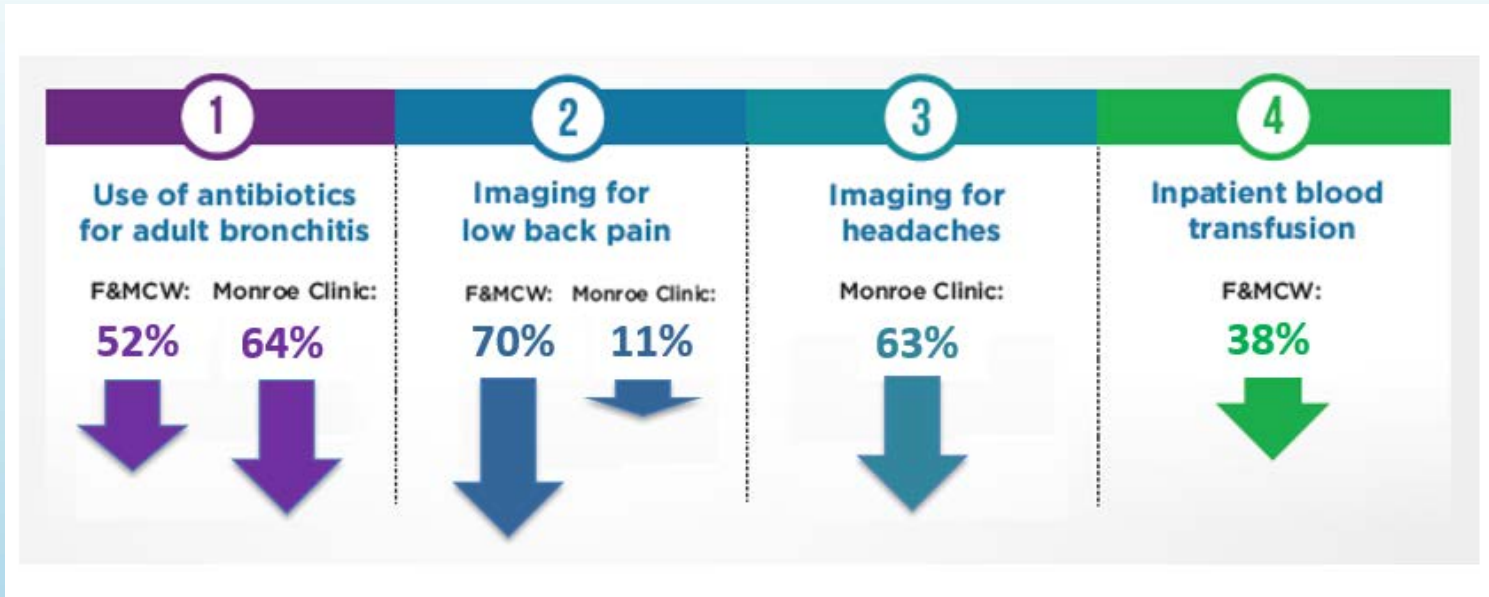 1
Use of antibiotics
for adult bronchitis
F&MCW: Monroe Clinic:
52% 64%
2
Imaging for
low back pain
F&MCW: Monroe Clinic:
70% 11%
3
Imaging for
headaches
Monroe Clinic:
63%
4
Inpatient blood
transfusion
F&MCW:
38%